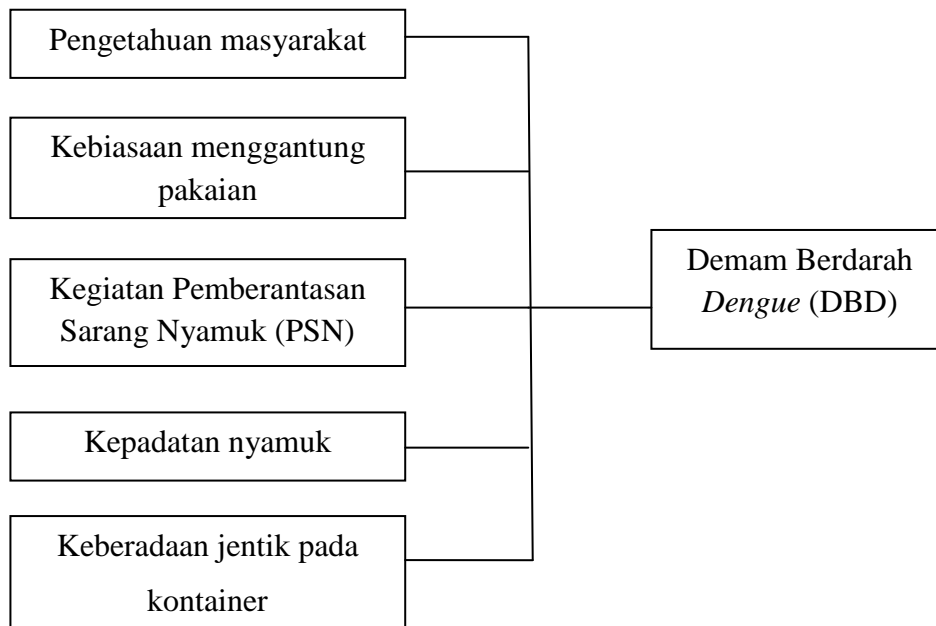 Pengetahuan masyarakat
Kebiasaan menggantung
pakaian
Kegiatan Pemberantasan
Sarang Nyamuk (PSN)
Kepadatan nyamuk
Keberadaan jentik pada
kontainer
Demam Berdarah
Dengue (DBD)